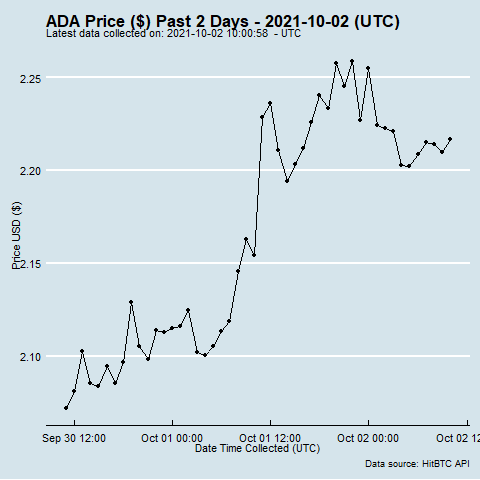 ADA Price ($) Past 2 Days - 2021-10-02 (UTC)
Latest data collected on: 2021-10-02 10:00:58 - UTC
2.25
2.20
2.15
2.10
Price USD ($)
Sep 30 12:00 Oct 01 00:00 Oct 01 12:00 Oct 02 00:00 Oct 02 12
Date Time Collected (UTC)
Data source: HitBTC API